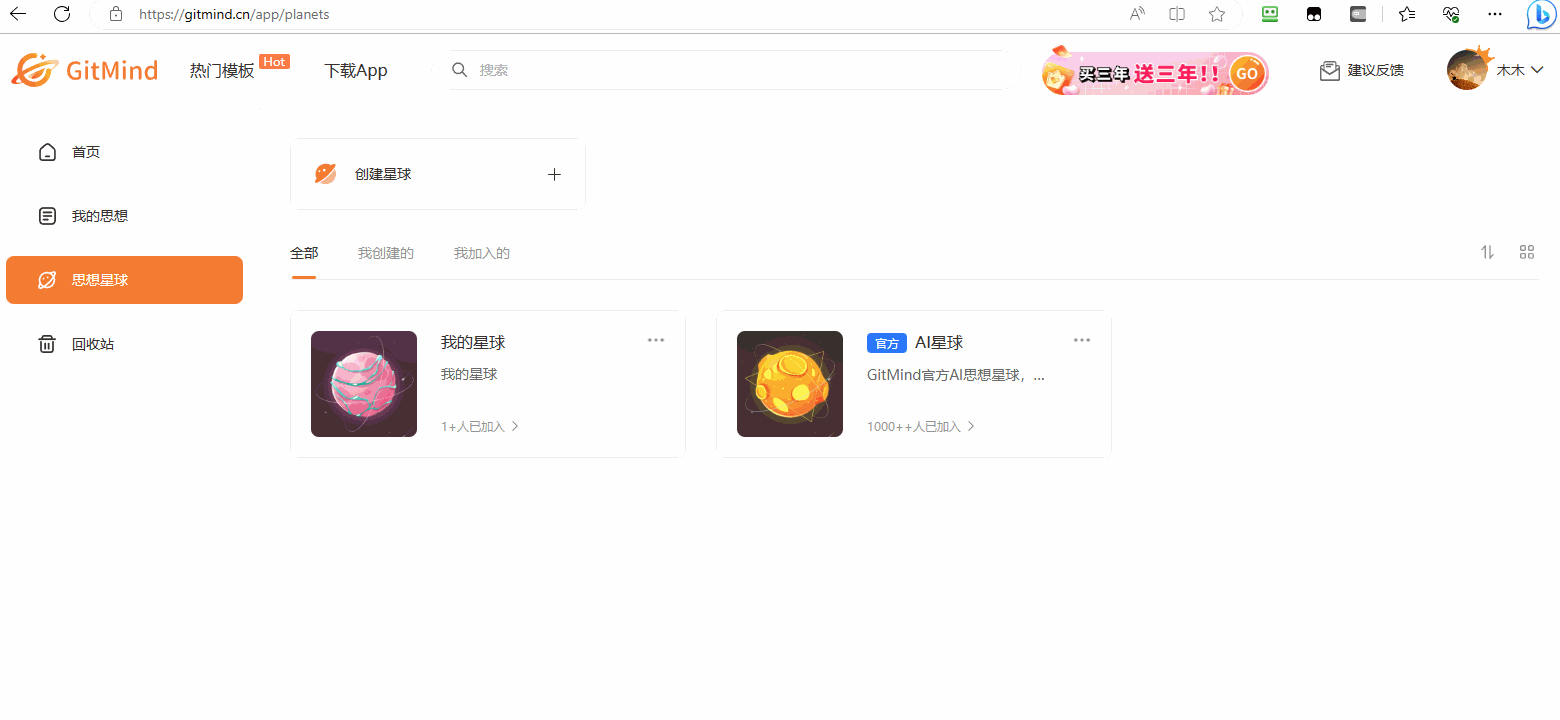 https://gitmind.cn/app/planets
GitMind
热门模板 Hot
下载App
搜索
买三年 送三年!! GO
建议反馈
木木
首页
我的思想
思想星球
回收站
创建星球
全部
我创建的
我加入的
我的星球
我的星球
1+人已加入
官方 AI星球
GitMind官方AI思想星球，...
1000++人已加入